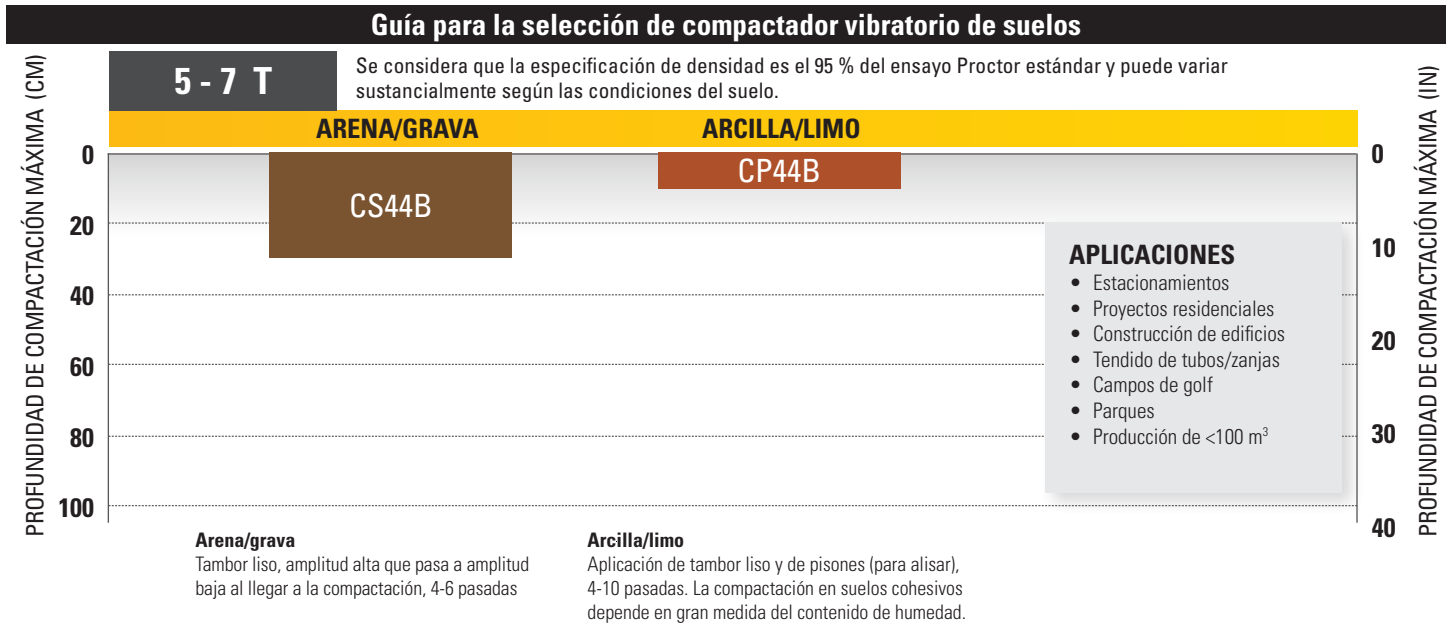 Guía para la selección de compactador vibratorio de suelos
5 - 7 T
Se considera que la especificación de densidad es el 95 % del ensayo Proctor estándar y puede variar
sustancialmente según las condiciones del suelo.
PROFUNDIDAD DE COMPACTACIÓN MÁXIMA (CM)
ARENA/GRAVA
ARCILLA/LIMO
0
20
40
60
80
100
CS44B
CP44B
APLICACIONES
• Estacionamientos
• Proyectos residenciales
• Construcción de edificios
• Tendido de tubos/zanjas
• Campos de golf
• Parques
• Producción de <100 m³
0
10
20
30
40
PROFUNDIDAD DE COMPACTACIÓN MÁXIMA (IN)
Arena/grava
Tambor liso, amplitud alta que pasa a amplitud
baja al llegar a la compactación, 4-6 pasadas
Arcilla/limo
Aplicación de tambor liso y de pisones (para alisar),
4-10 pasadas. La compactación en suelos cohesivos
depende en gran medida del contenido de humedad.